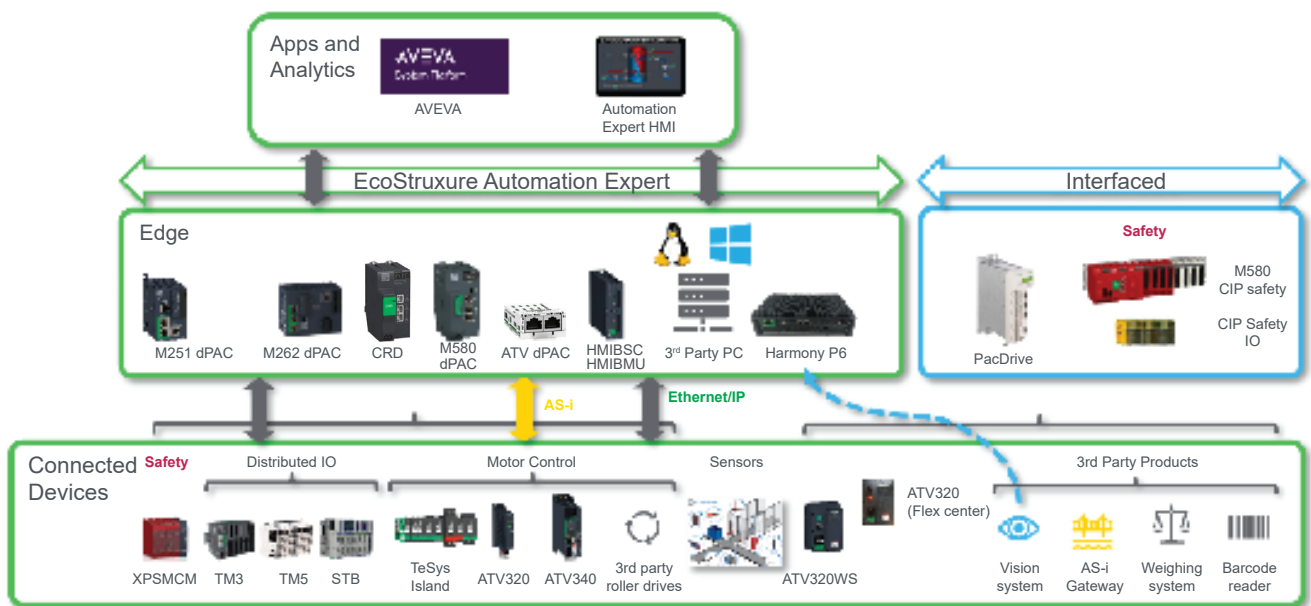 Apps and
Analytics
AVEVA
System Platform
AVEVA
Automation
Expert HMI
EcoStruxure Automation Expert
Interfaced
Edge
M251 dPAC
M262 dPAC
CRD
M580
dPAC
ATV dPAC
HMIBSC
HMIBMU
3rd Party PC
Harmony P6
Safety
PacDrive
M580
CIP safety
CIP Safety
IO
AS-i
Ethernet/IP
Connected
Devices
Safety
Distributed IO
Motor Control
Sensors
3rd Party Products
XPSMCM
TM3
TM5
STB
TeSys
Island
ATV320
ATV340
3rd party
roller drives
ATV320WS
ATV320
(Flex center)
Vision
system
AS-i
Gateway
Weighing
system
Barcode
reader